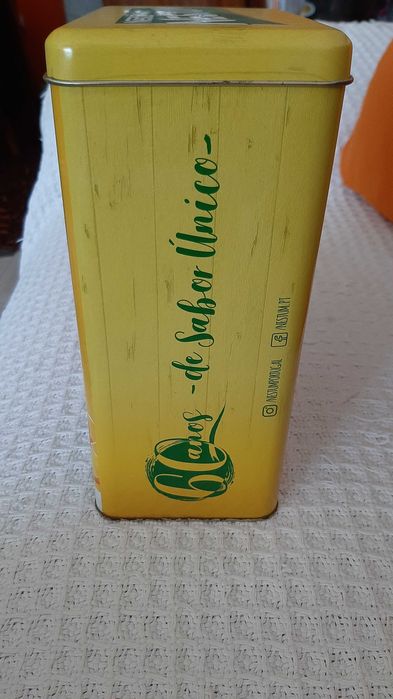 60 anos
-de Sabor Único-
/NESTUMPORTUGAL
/NESTUM.PT